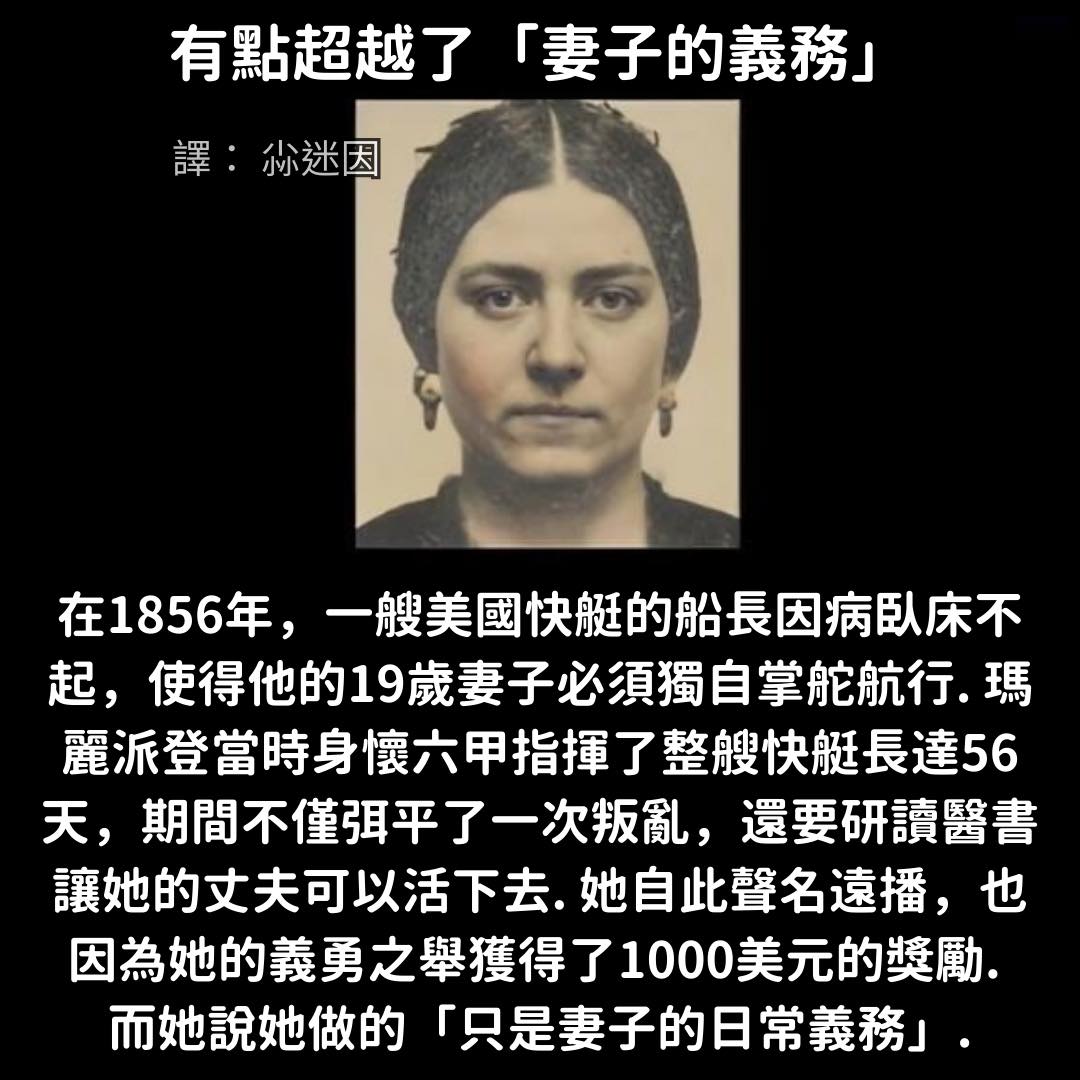 有點超越了「妻子的義務」
譯：尛迷因
在1856年，一艘美國快艇的船長因病臥床不
起，使得他的19歲妻子必須獨自掌舵航行. 瑪
麗派登當時身懷六甲指揮了整艘快艇長達56
天，期間不僅弭平了一次叛亂，還要研讀醫書
讓她的丈夫可以活下去. 她自此聲名遠播，也
因為她的義勇之舉獲得了1000美元的獎勵.
而她說她做的「只是妻子的日常義務」.